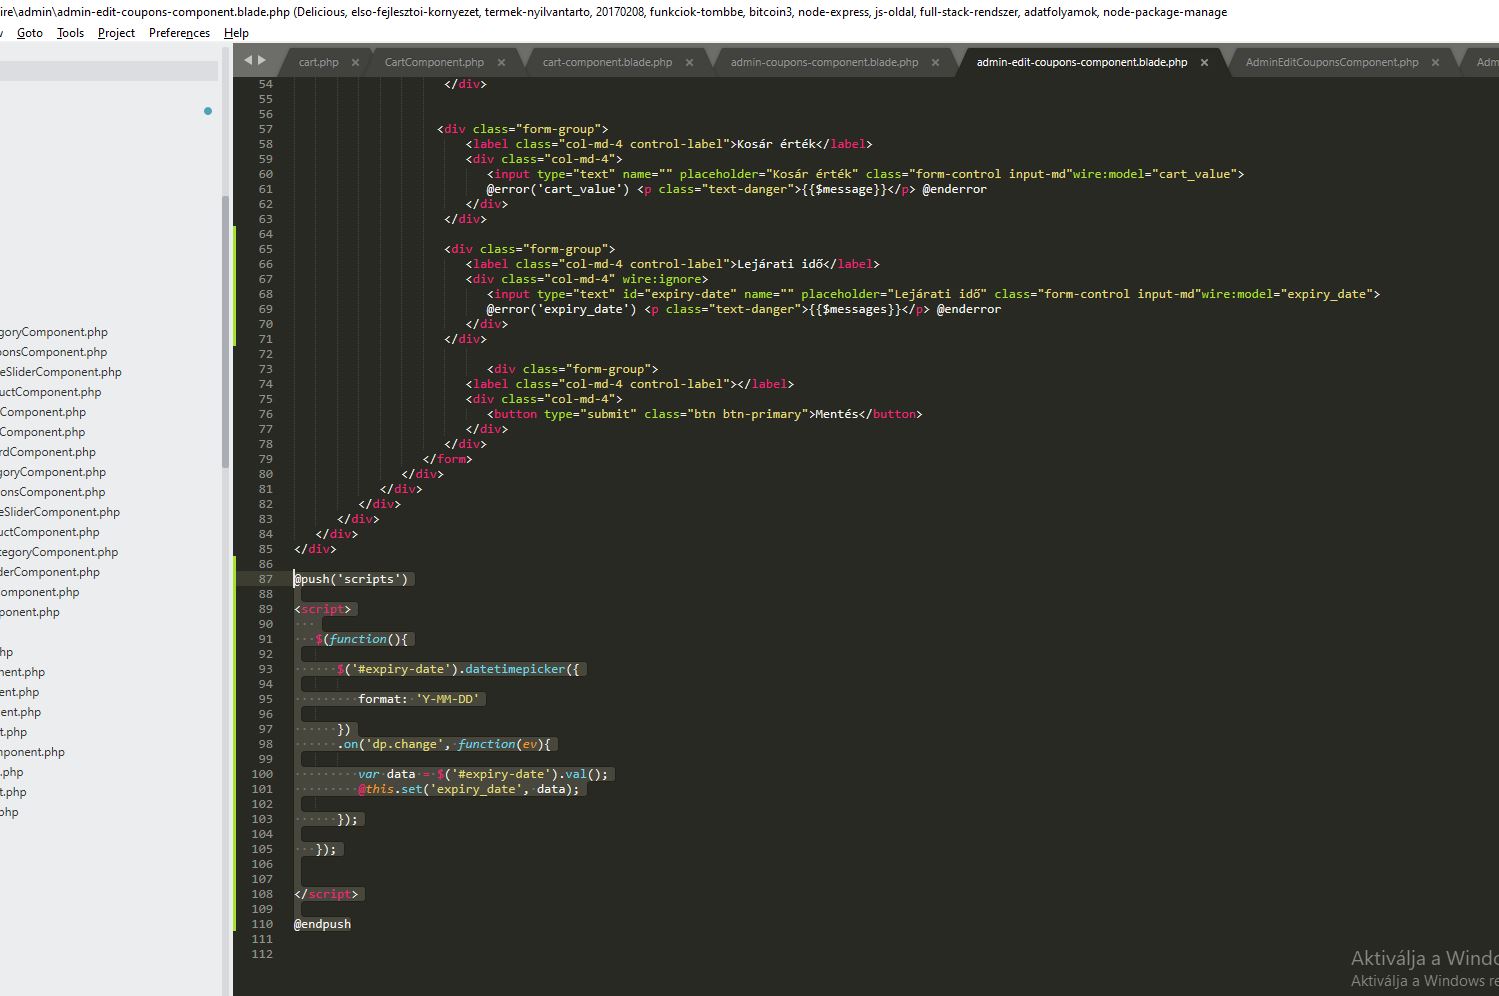 ire\admin\admin-edit-coupons-component.blade.php (Delicious, elso-fejlesztoi-kornyezet, termek-nyilvantarto, 20170208, funkciok-tombbe, bitcoin3, node-express, js-oldal, full-stack-rendszer, adatfolyamok, node-package-manage
Goto Tools Project Preferences Help
cart.php × CartComponent.php × cart-component.blade.php × admin-coupons-component.blade.php × admin-edit-coupons-component.blade.php × AdminEditCouponsComponent.php × Adm
goryComponent.php
ponsComponent.php
eSliderComponent.php
uctComponent.php
Component.php
Component.php
rdComponent.php
goryComponent.php
onsComponent.php
eSliderComponent.php
uctComponent.php
tegoryComponent.php
derComponent.php
omponent.php
ponent.php
hp
nent.php
ent.php
ent.php
t.php
mponent.php
.php
t.php
php
54 </div>
55
56
57 <div class="form-group">
58 <label class="col-md-4 control-label">Kosár érték</label>
59 <div class="col-md-4">
60 <input type="text" name="" placeholder="Kosár érték" class="form-control input-md"wire:model="cart_value">
61 @error('cart_value') <p class="text-danger">{{$message}}</p> @enderror
62 </div>
63 </div>
64
65 <div class="form-group">
66 <label class="col-md-4 control-label">Lejárati idő</label>
67 <div class="col-md-4" wire:ignore>
68 <input type="text" id="expiry-date" name="" placeholder="Lejárati idő" class="form-control input-md"wire:model="expiry_date">
69 @error('expiry_date') <p class="text-danger">{{$messages}}</p> @enderror
70 </div>
71 </div>
72
73 <div class="form-group">
74 <label class="col-md-4 control-label"></label>
75 <div class="col-md-4">
76 <button type="submit" class="btn btn-primary">Mentés</button>
77 </div>
78 </div>
79 </form>
80 </div>
81 </div>
82 </div>
83 </div>
84 </div>
85 </div>
86
87 @push('scripts')
88
89 <script>
90
91 $(function(){
92
93 $('#expiry-date').datetimepicker({
94
95 format: 'Y-MM-DD'
96
97 })
98 .on('dp.change', function(ev){
99
100 var data = $('#expiry-date').val();
101 @this.set('expiry_date', data);
102
103 });
104
105 });
106
107
108 </script>
109
110 @endpush
111
112
Aktiválja a Windo
Aktiválja a Windows re